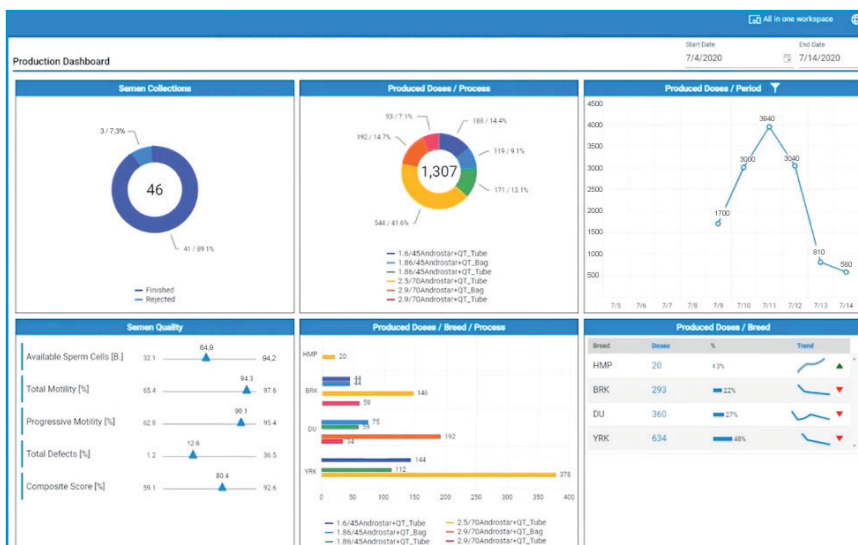 All in one workspace
Start Date
End Date
Production Dashboard
7/4/2020
7/14/2020
Semen Collections
3 / 7,3%
46
41 / 89.1%
Finished
Rejected
Produced Doses / Process
93 / 7.1%
188 / 14.4%
192 / 14.7%
119 / 9.1%
1,307
171 / 13.1%
544 / 41.6%
1.6/45Androstar+QT_Tube
1.86/45Androstar+QT_Bag
1.86/45Androstar+QT_Tube
2.5/70Androstar+QT_Tube
2.9/70Androstar+QT_Bag
2.9/70Androstar+QT_Tube
Produced Doses / Period
4500
4000
3500
3000
2500
2000
1500
1000
500
3840
3000
3040
1700
810
580
7/5 7/6 7/7 7/8 7/9 7/10 7/11 7/12 7/13 7/14
Semen Quality
64,9
Available Sperm Cells [B.] 32.1 94,2
94.3
Total Motility [%] 65.4 97.6
90.1
Progressive Motility [%] 62.8 95.4
12.6
Total Defects [%] 1.2 36.5
80.4
Composite Score [%] 59.1 92.6
Produced Doses / Breed / Process
HMP 20
44
BRK 44
146
59
75
DU 59
192
34
144
YRK 112
378
0 50 100 150 200 250 300 350 400
1.6/45Androstar+QT_Tube 2.5/70Androstar+QT_Tube
1.86/45Androstar+QT_Bag 2.9/70Androstar+QT_Bag
1.86/45Androstar+QT_Tube 2.9/70Androstar+QT_Tube
Produced Doses / Breed
Breed Doses % Trend
HMP 20 3%
BRK 293 22%
DU 360 27%
YRK 634 48%